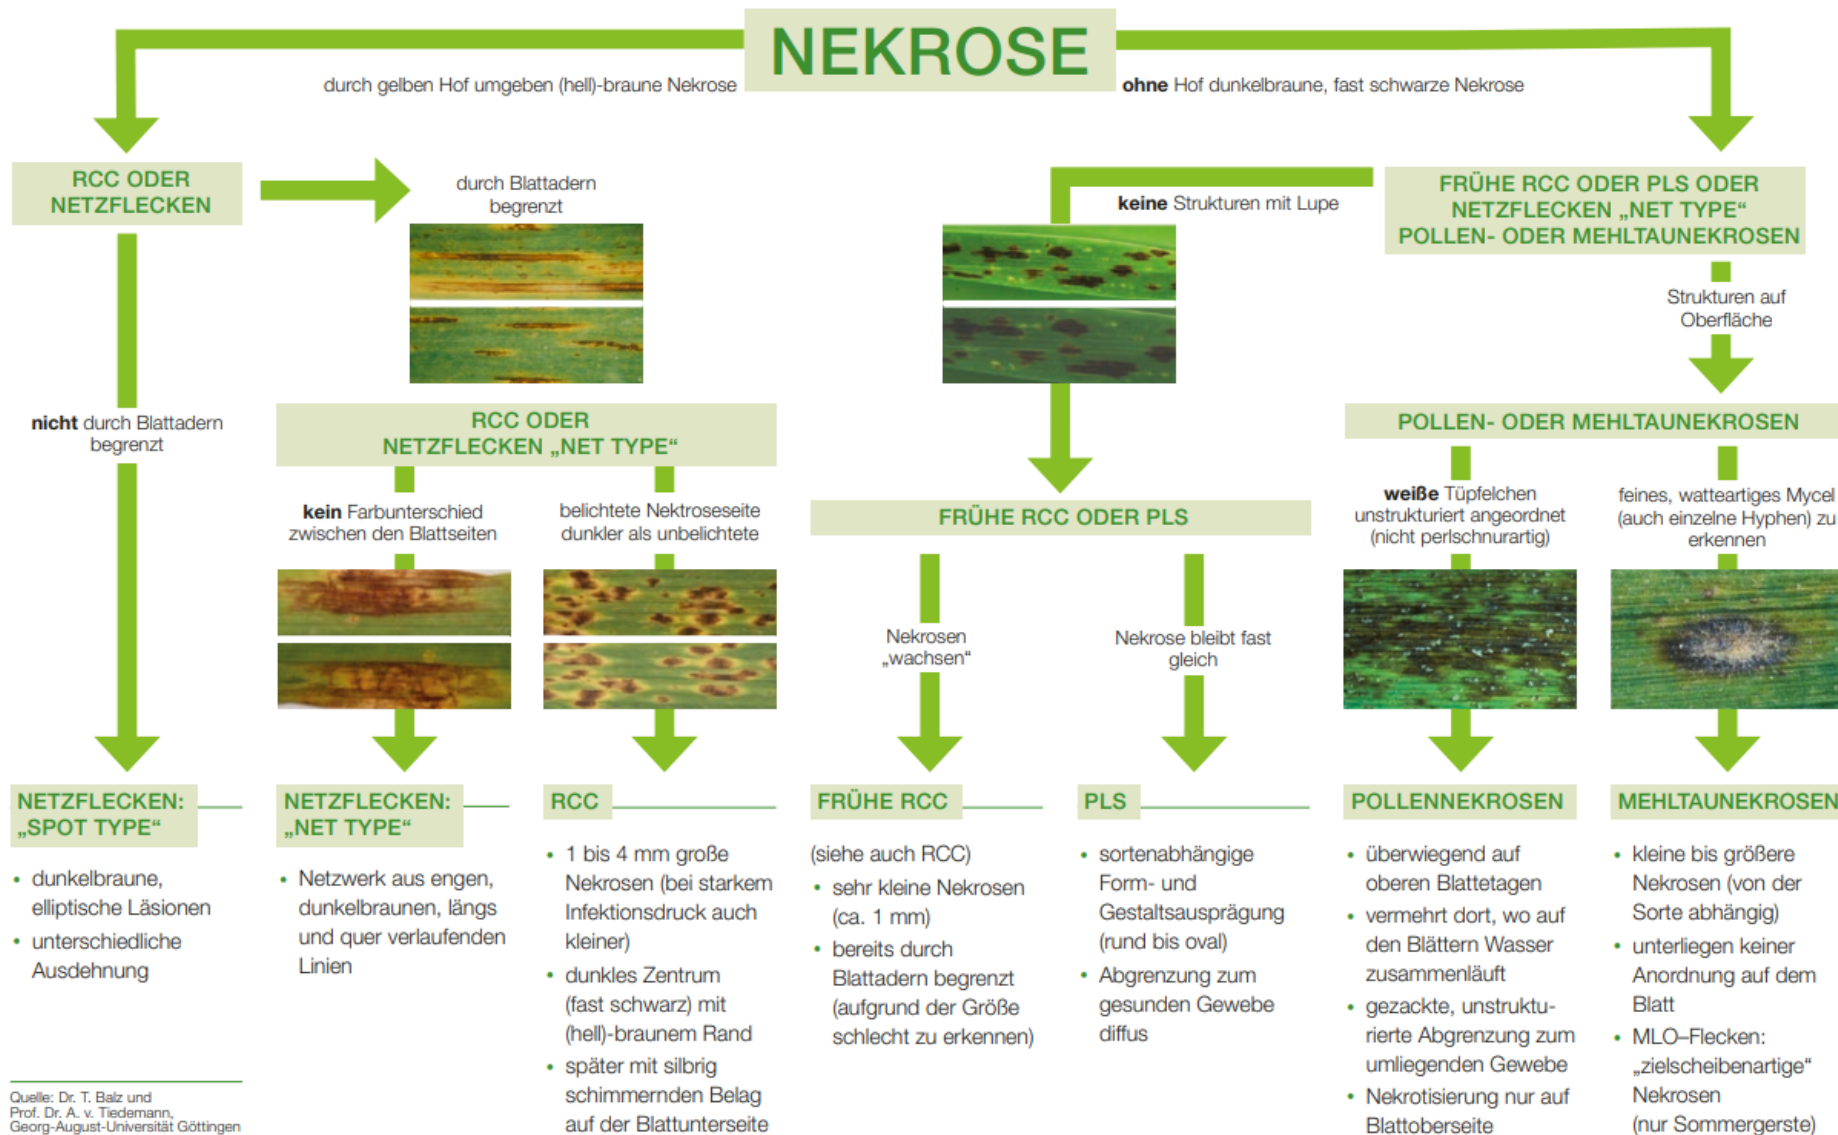 NEKROSE
durch gelben Hof umgeben (hell)-braune Nekrose
ohne Hof dunkelbraune, fast schwarze Nekrose
RCC ODER
NETZFLECKEN
durch Blattadern
begrenzt
keine Strukturen mit Lupe
FRÜHE RCC ODER PLS ODER
NETZFLECKEN „NET TYPE“
POLLEN- ODER MEHLTAUNEKROSEN
Strukturen auf
Oberfläche
nicht durch Blattadern
begrenzt
RCC ODER
NETZFLECKEN „NET TYPE“
POLLEN- ODER MEHLTAUNEKROSEN
kein Farbunterschied
zwischen den Blattseiten
belichtete Nektroseseite
dunkler als unbelichtete
FRÜHE RCC ODER PLS
weiße Tüpfelchen
unstrukturiert angeordnet
(nicht perlschnurartig)
feines, watteartiges Mycel
(auch einzelne Hyphen) zu
erkennen
Nekrosen
„wachsen“
Nekrose bleibt fast
gleich
NETZFLECKEN:
„SPOT TYPE“
• dunkelbraune,
elliptische Läsionen
• unterschiedliche
Ausdehnung
NETZFLECKEN:
„NET TYPE“
• Netzwerk aus engen,
dunkelbraunen, längs
und quer verlaufenden
Linien
RCC
• 1 bis 4 mm große
Nekrosen (bei starkem
Infektionsdruck auch
kleiner)
• dunkles Zentrum
(fast schwarz) mit
(hell)-braunem Rand
• später mit silbrig
schimmernden Belag
auf der Blattunterseite
FRÜHE RCC
(siehe auch RCC)
• sehr kleine Nekrosen
(ca. 1 mm)
• bereits durch
Blattadern begrenzt
(aufgrund der Größe
schlecht zu erkennen)
PLS
• sortenabhängige
Form- und
Gestaltsausprägung
(rund bis oval)
• Abgrenzung zum
gesunden Gewebe
diffus
POLLENNEKROSEN
• überwiegend auf
oberen Blattetagen
• vermehrt dort, wo auf
den Blättern Wasser
zusammenläuft
• gezackte, unstruktu-
rierte Abgrenzung zum
umliegenden Gewebe
• Nekrotisierung nur auf
Blattoberseite
MEHLTAUNEKROSEN
• kleine bis größere
Nekrosen (von der
Sorte abhängig)
• unterliegen keiner
Anordnung auf dem
Blatt
• MLO–Flecken:
„zielscheibenartige“
Nekrosen
(nur Sommergerste)
Quelle: Dr. T. Balz und
Prof. Dr. A. v. Tiedemann,
Georg-August-Universität Göttingen